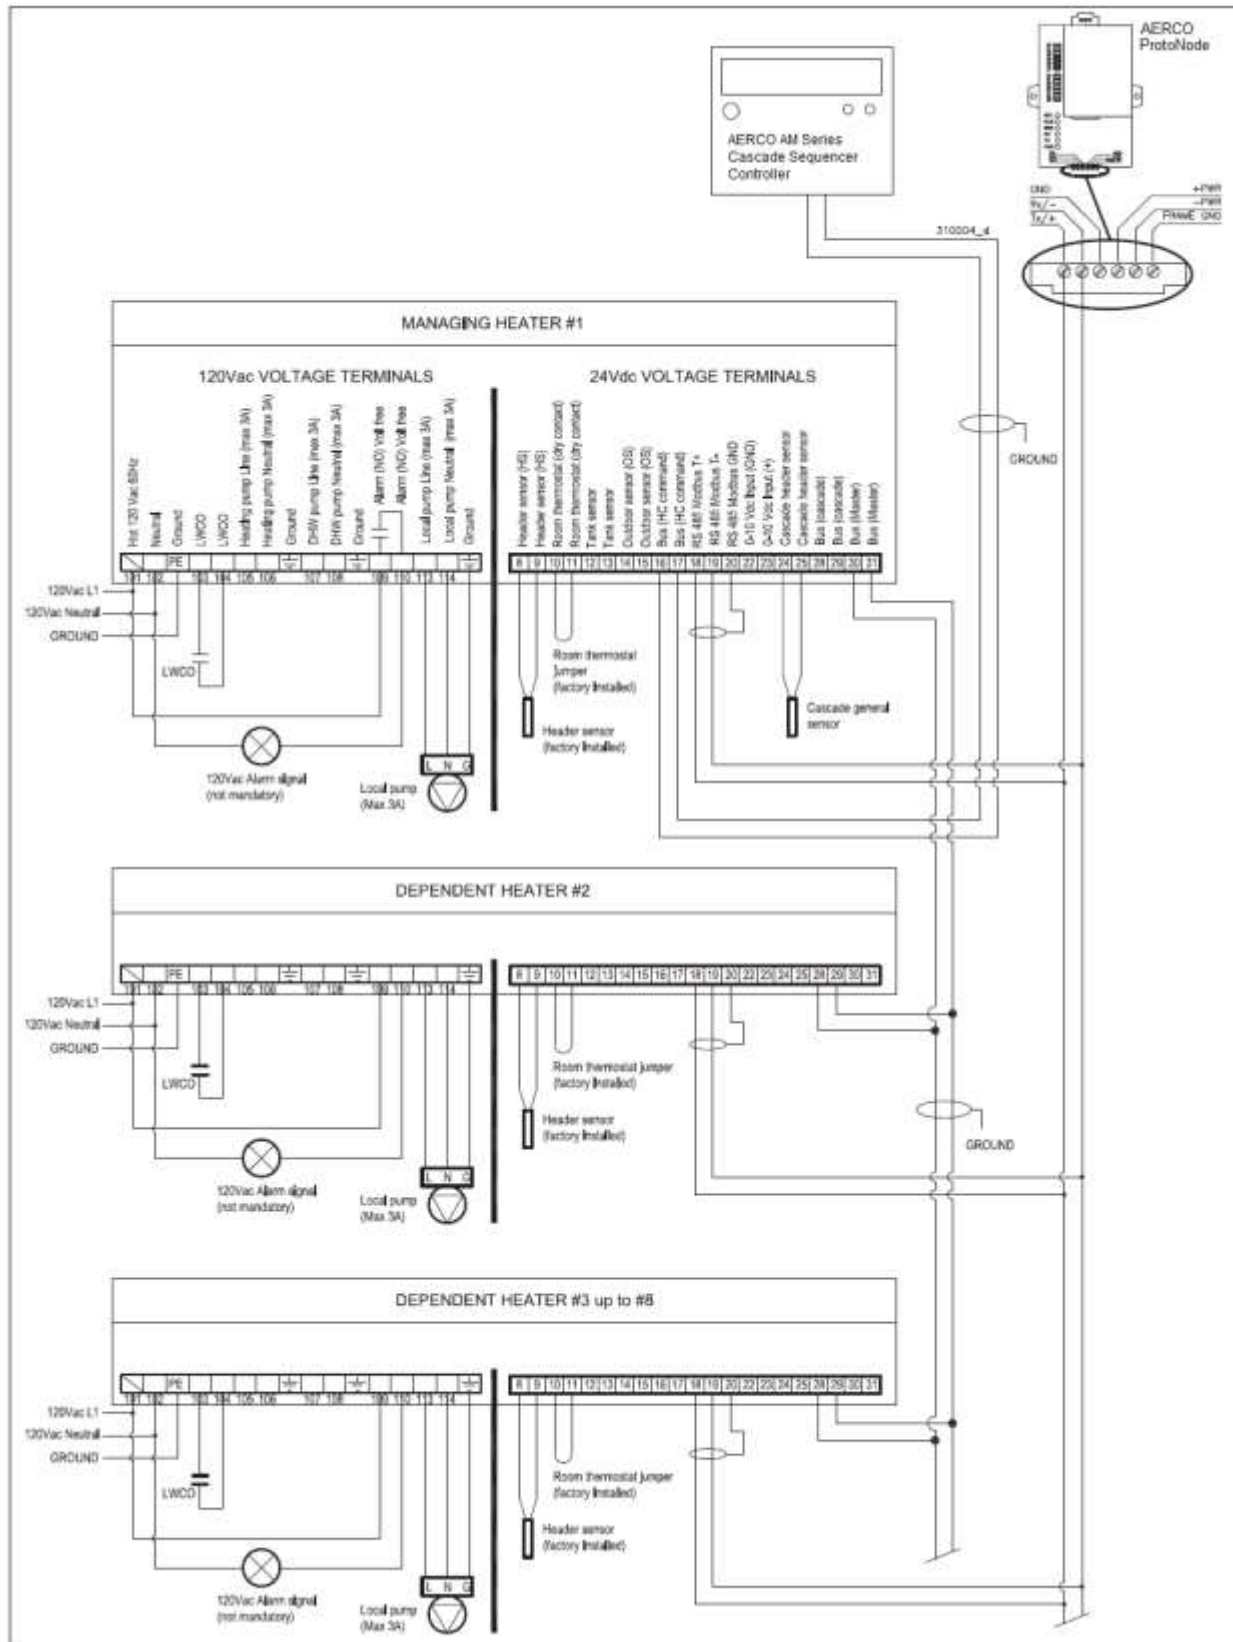 AERCO
ProtoNode
AERCO AM Series
Cascade Sequencer
Controller
GND
Tx/+
+PWR
-PWR
FRAME GND
310004_d
MANAGING HEATER #1
120Vac VOLTAGE TERMINALS
24Vdc VOLTAGE TERMINALS
GROUND
Hot 120 Vac 60Hz
Neutral
Ground
LWCO
LWCO
Heating pump Line (max 3A)
Heating pump Neutral (max 3A)
Ground
DHW pump Line (max 3A)
DHW pump Neutral (max 3A)
Ground
Alarm (NO) Volt free
Alarm (NO) Volt free
Local pump Line (max 3A)
Local pump Neutral (max 3A)
Ground
Header sensor (HS)
Header sensor (HS)
Room thermostat (dry contact)
Room thermostat (dry contact)
Tank sensor
Tank sensor
Outdoor sensor (OS)
Outdoor sensor (OS)
Bus (HC command)
Bus (HC command)
RS 485 Modbus T+
RS 485 Modbus T-
RS 485 Modbus GND
0-10 Vdc Input (GND)
0-10 Vdc Input (+)
Cascade header sensor
Cascade header sensor
Bus (cascade)
Bus (cascade)
Bus (Master)
Bus (Master)
PE
8 9 10 11 12 13 14 15 16 17 18 19 20 22 23 24 25 28 29 30 31
101 102 103 104 105 106 107 108 109 110 113 114
120Vac L1
120Vac Neutral
GROUND
LWCO
Room thermostat
jumper
(factory Installed)
Header sensor
(factory Installed)
Cascade general
sensor
120Vac Alarm signal
(not mandatory)
Local pump
(Max 3A)
L N G
DEPENDENT HEATER #2
PE
8 9 10 11 12 13 14 15 16 17 18 19 20 22 23 24 25 28 29 30 31
101 102 103 104 105 106 107 108 109 110 113 114
120Vac L1
120Vac Neutral
GROUND
LWCO
Room thermostat jumper
(factory Installed)
Header sensor
(factory Installed)
GROUND
120Vac Alarm signal
(not mandatory)
Local pump
(Max 3A)
L N G
DEPENDENT HEATER #3 up to #8
PE
8 9 10 11 12 13 14 15 16 17 18 19 20 22 23 24 25 28 29 30 31
101 102 103 104 105 106 107 108 109 110 113 114
120Vac L1
120Vac Neutral
GROUND
LWCO
Room thermostat jumper
(factory Installed)
Header sensor
(factory Installed)
120Vac Alarm signal
(not mandatory)
Local pump
(Max 3A)
L N G